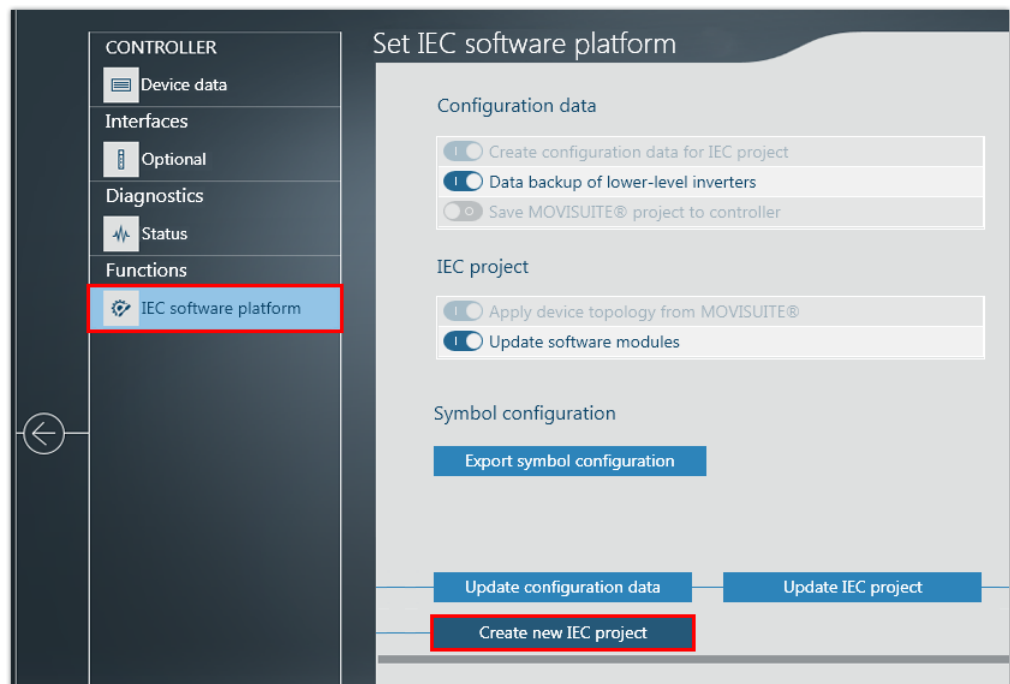 CONTROLLER
Device data
Interfaces
Optional
Diagnostics
Status
Functions
IEC software platform
Set IEC software platform
Configuration data
Create configuration data for IEC project
Data backup of lower-level inverters
Save MOVISUITE® project to controller
IEC project
Apply device topology from MOVISUITE®
Update software modules
Symbol configuration
Export symbol configuration
Update configuration data
Update IEC project
Create new IEC project